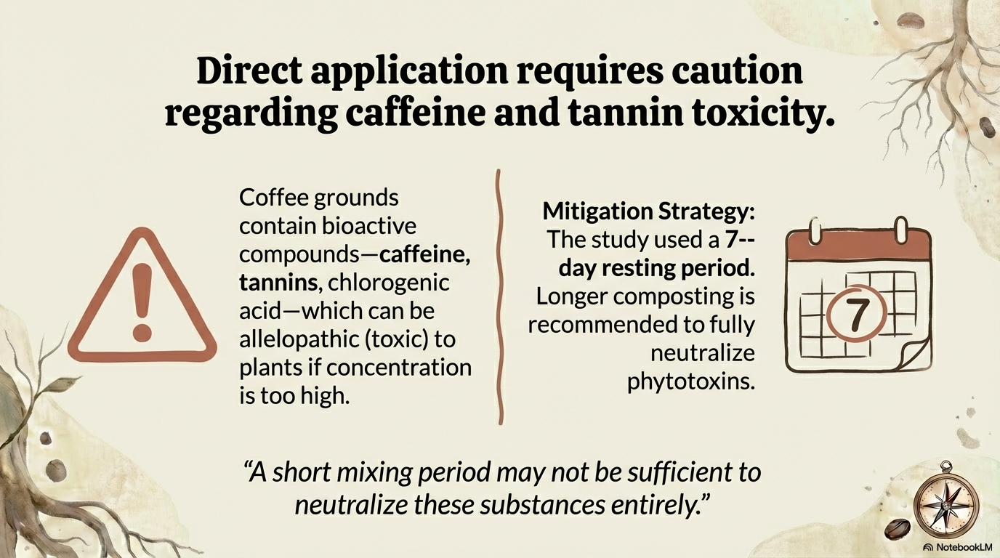 Direct application requires caution
regarding caffeine and tannin toxicity.
Coffee grounds
contain bioactive
compounds—caffeine,
tannins, chlorogenic
acid—which can be
allelopathic (toxic) to
plants if concentration
is too high.
Mitigation Strategy:
The study used a 7--
day resting period.
Longer composting is
recommended to fully
neutralize
phytotoxins.
7
“A short mixing period may not be sufficient to
neutralize these substances entirely.”
NotebookLM